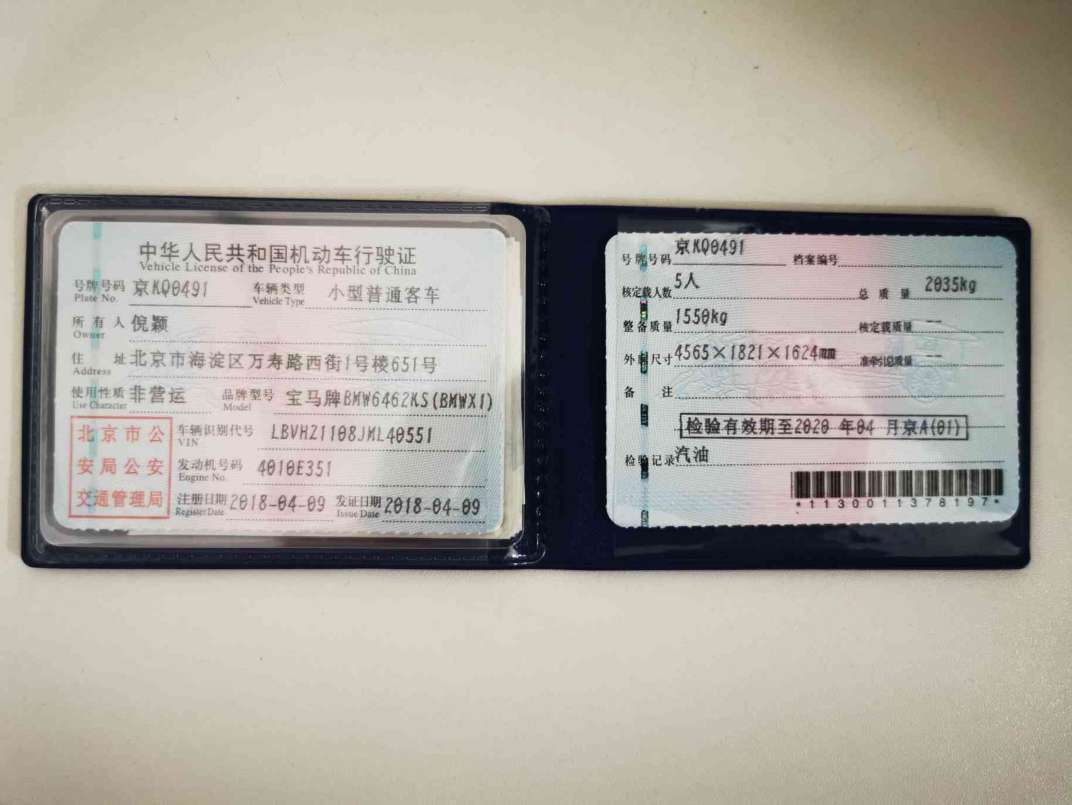 中华人民共和国机动车行驶证
Vehicle License of the People's Republic of China
号牌号码 京KQ0491 车辆类型 小型普通客车
Plate No. Vehicle Type
所有人 倪颖
Owner
住址 北京市海淀区万寿路西街1号楼651号
Address
使用性质 非营运 品牌型号 宝马牌BMW6462KS(BMWX1)
Use Character Model
北京市公
安局公安
交通管理局
车辆识别代号 LBVHZ1108JML40551
VIN
发动机号码 4010E351
Engine No.
注册日期 2018-04-09 发证日期 2018-04-09
Register Date Issue Date
号牌号码 京KQ0491 档案编号
核定载人数 5人 总质量 2035kg
整备质量 1550kg 核定载质量 --
外廓尺寸 4565×1821×1624mm 准牵引总质量 --
备注
检验有效期至2020 年04 月京A(01)
检验记录 汽油
*1130011378197*